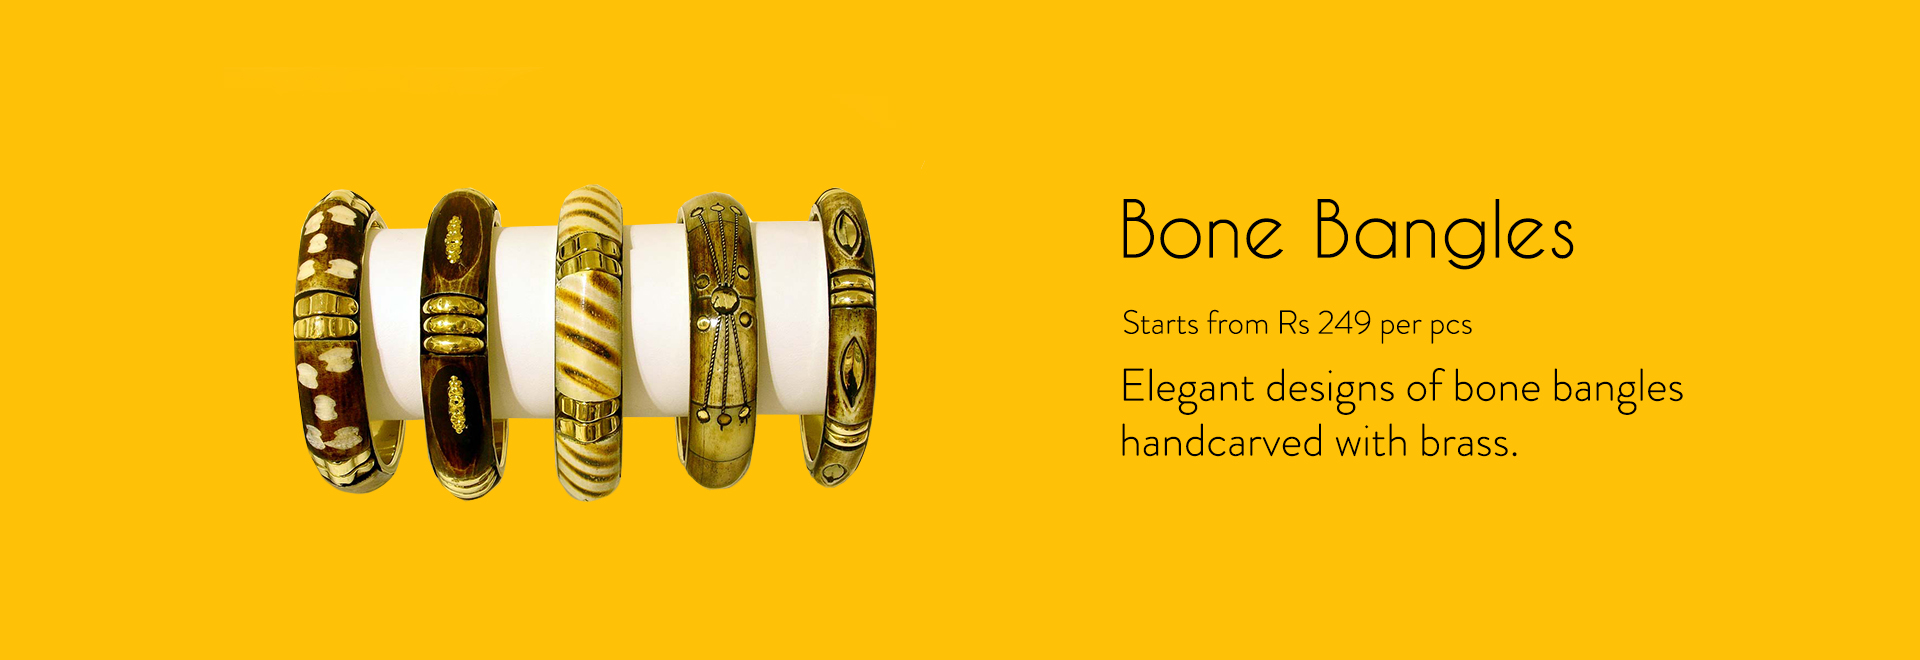 Bone Bangles
Starts from Rs 249 per pcs
Elegant designs of bone bangles
handcarved with brass.